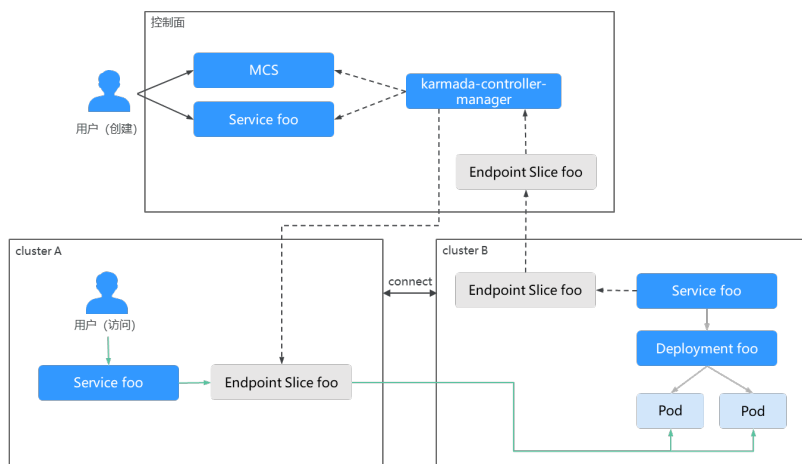 控制面
MCS
karmada-controller-
manager
用户（创建）
Service foo
Endpoint Slice foo
cluster A
connect
cluster B
Endpoint Slice foo
Service foo
用户（访问）
Deployment foo
Service foo
Endpoint Slice foo
Pod
Pod